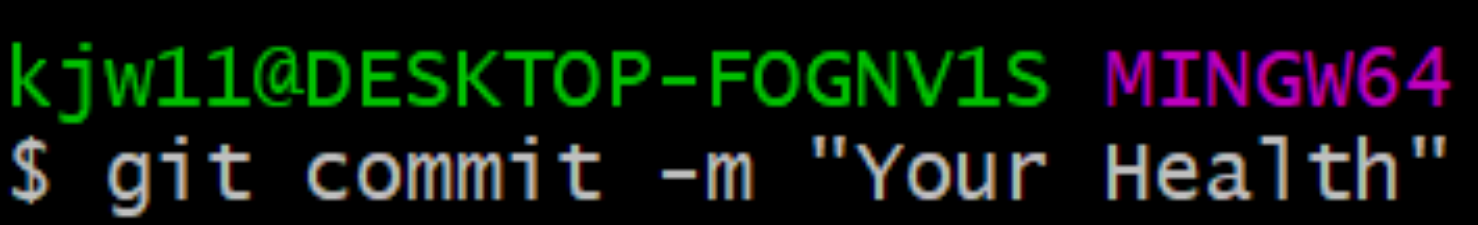 kjw11@DESKTOP-FOGNV1S MINGW64
$ git commit -m "Your Health"